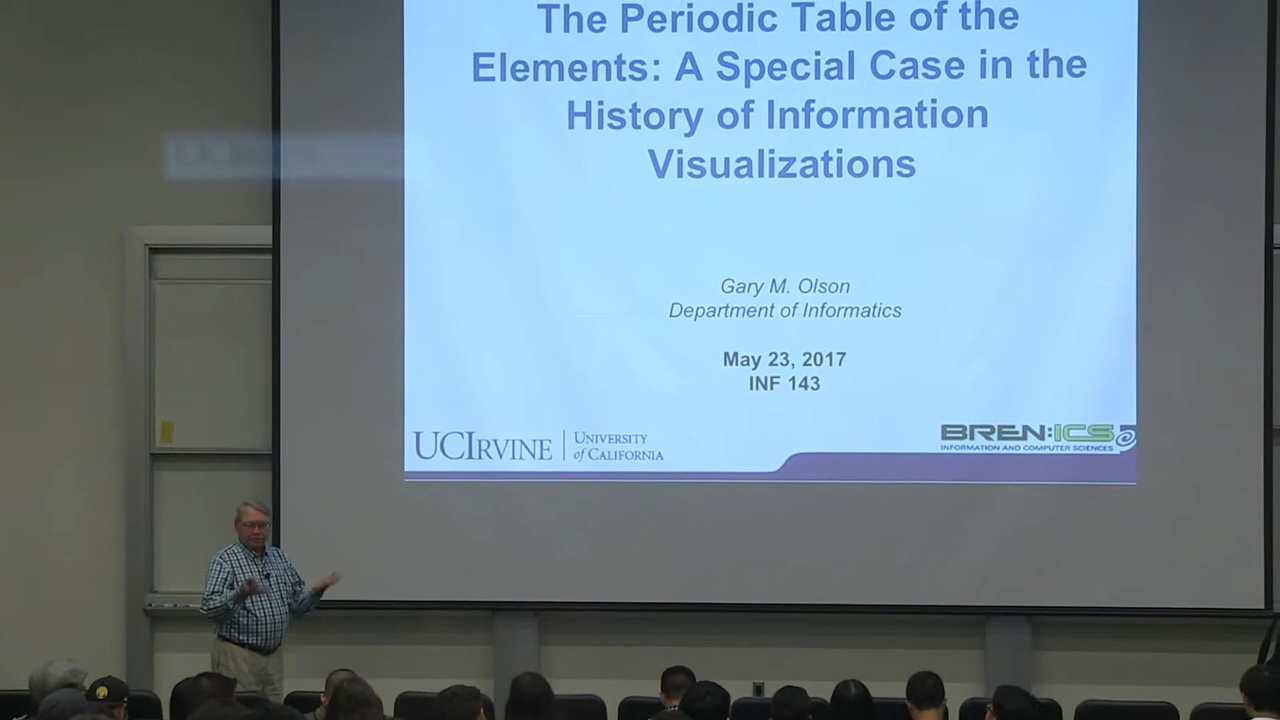 The Periodic Table of the
Elements: A Special Case in the
History of Information
Visualizations
Gary M. Olson
Department of Informatics
May 23, 2017
INF 143
UCIRVINE
UNIVERSITY
of CALIFORNIA
BREN:ICS
INFORMATION AND COMPUTER SCIENCES